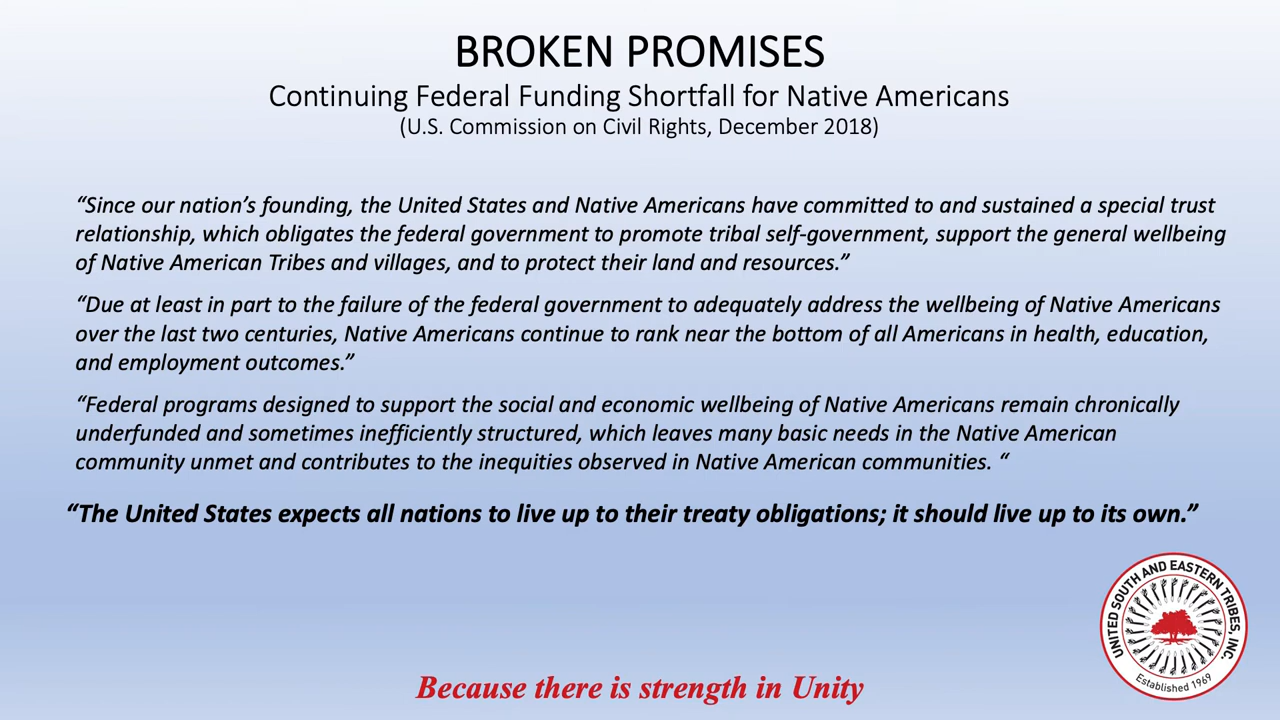 BROKEN PROMISES
Continuing Federal Funding Shortfall for Native Americans
(U.S. Commission on Civil Rights, December 2018)
“Since our nation’s founding, the United States and Native Americans have committed to and sustained a special trust
relationship, which obligates the federal government to promote tribal self-government, support the general wellbeing
of Native American Tribes and villages, and to protect their land and resources.”
“Due at least in part to the failure of the federal government to adequately address the wellbeing of Native Americans
over the last two centuries, Native Americans continue to rank near the bottom of all Americans in health, education,
and employment outcomes.”
“Federal programs designed to support the social and economic wellbeing of Native Americans remain chronically
underfunded and sometimes inefficiently structured, which leaves many basic needs in the Native American
community unmet and contributes to the inequities observed in Native American communities. “
“The United States expects all nations to live up to their treaty obligations; it should live up to its own.”
UNITED SOUTH AND EASTERN TRIBES, INC.
Established 1969
Because there is strength in Unity